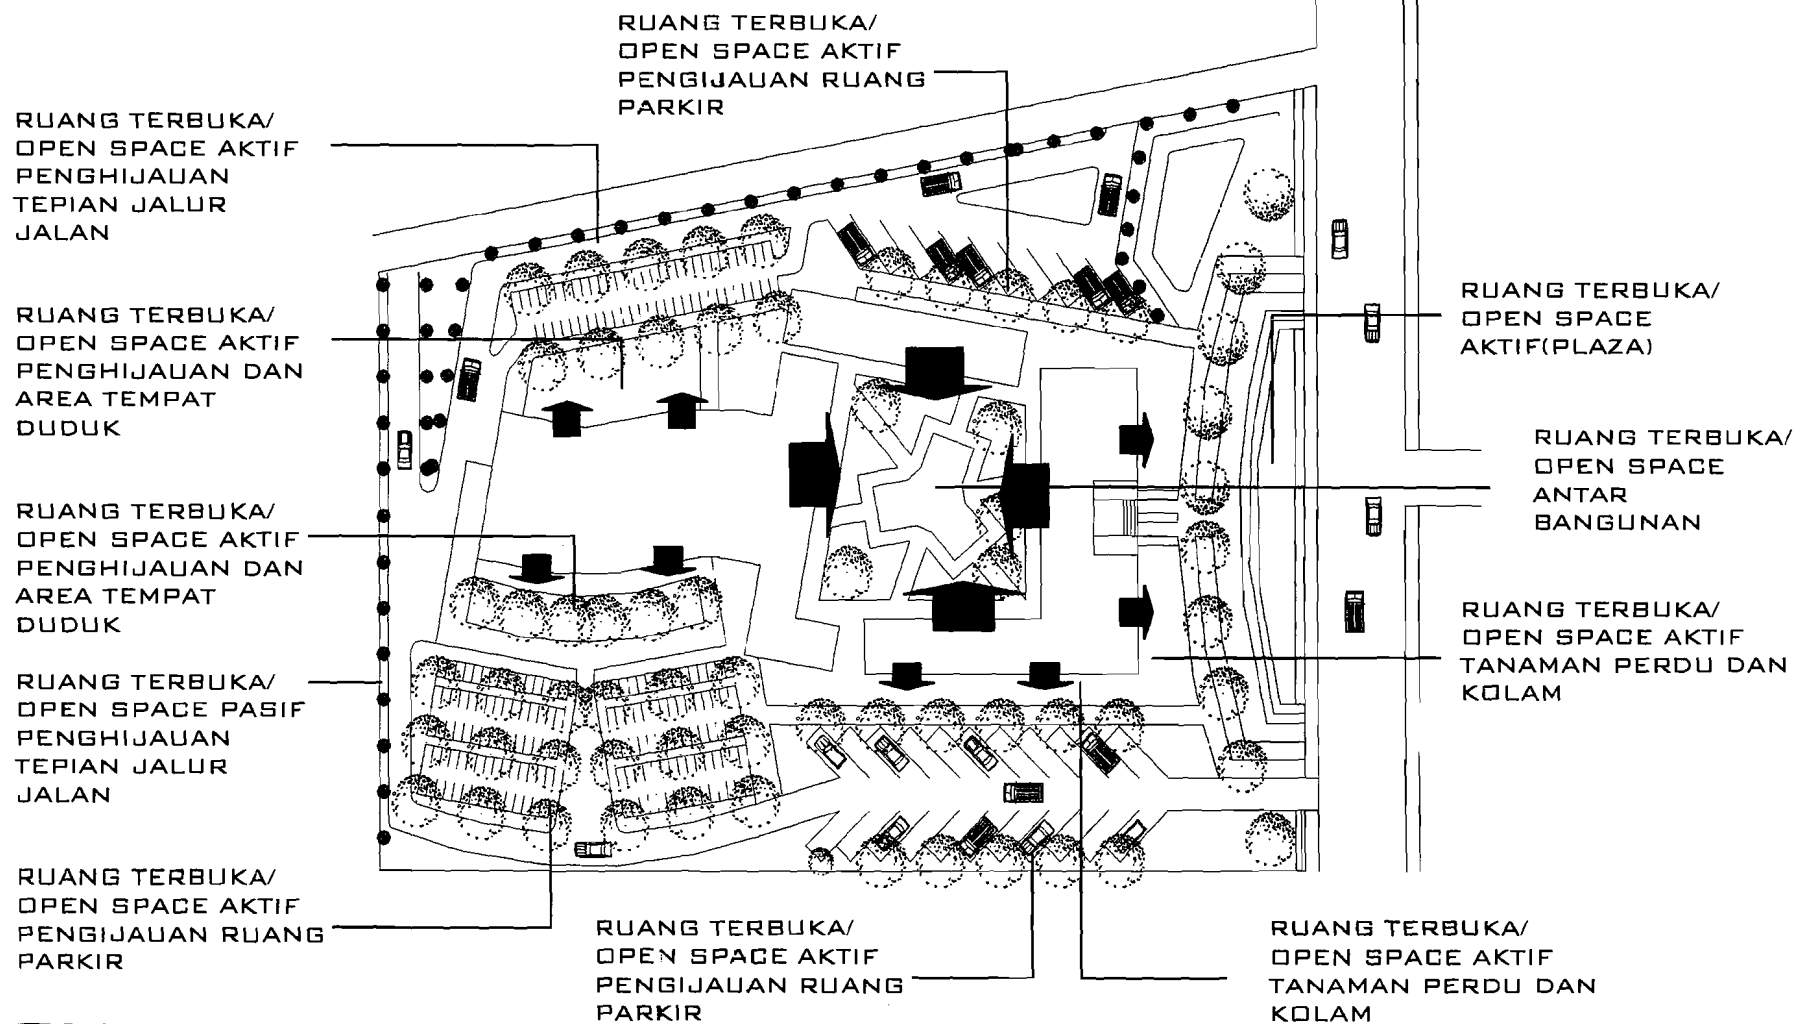 RUANG TERBUKA/
OPEN SPACE AKTIF
PENGIJAUAN RUANG
PARKIR
RUANG TERBUKA/
OPEN SPACE AKTIF
PENGHIJAUAN
TEPIAN JALUR
JALAN
RUANG TERBUKA/
OPEN SPACE AKTIF
PENGHIJAUAN DAN
AREA TEMPAT
DUDUK
RUANG TERBUKA/
OPEN SPACE AKTIF
PENGHIJAUAN DAN
AREA TEMPAT
DUDUK
RUANG TERBUKA/
OPEN SPACE PASIF
PENGHIJAUAN
TEPIAN JALUR
JALAN
RUANG TERBUKA/
OPEN SPACE AKTIF
PENGIJAUAN RUANG
PARKIR
RUANG TERBUKA/
OPEN SPACE AKTIF
PENGIJAUAN RUANG
PARKIR
RUANG TERBUKA/
OPEN SPACE
AKTIF(PLAZA)
RUANG TERBUKA/
OPEN SPACE
ANTAR
BANGUNAN
RUANG TERBUKA/
OPEN SPACE AKTIF
TANAMAN PERDU DAN
KOLAM
RUANG TERBUKA/
OPEN SPACE AKTIF
TANAMAN PERDU DAN
KOLAM